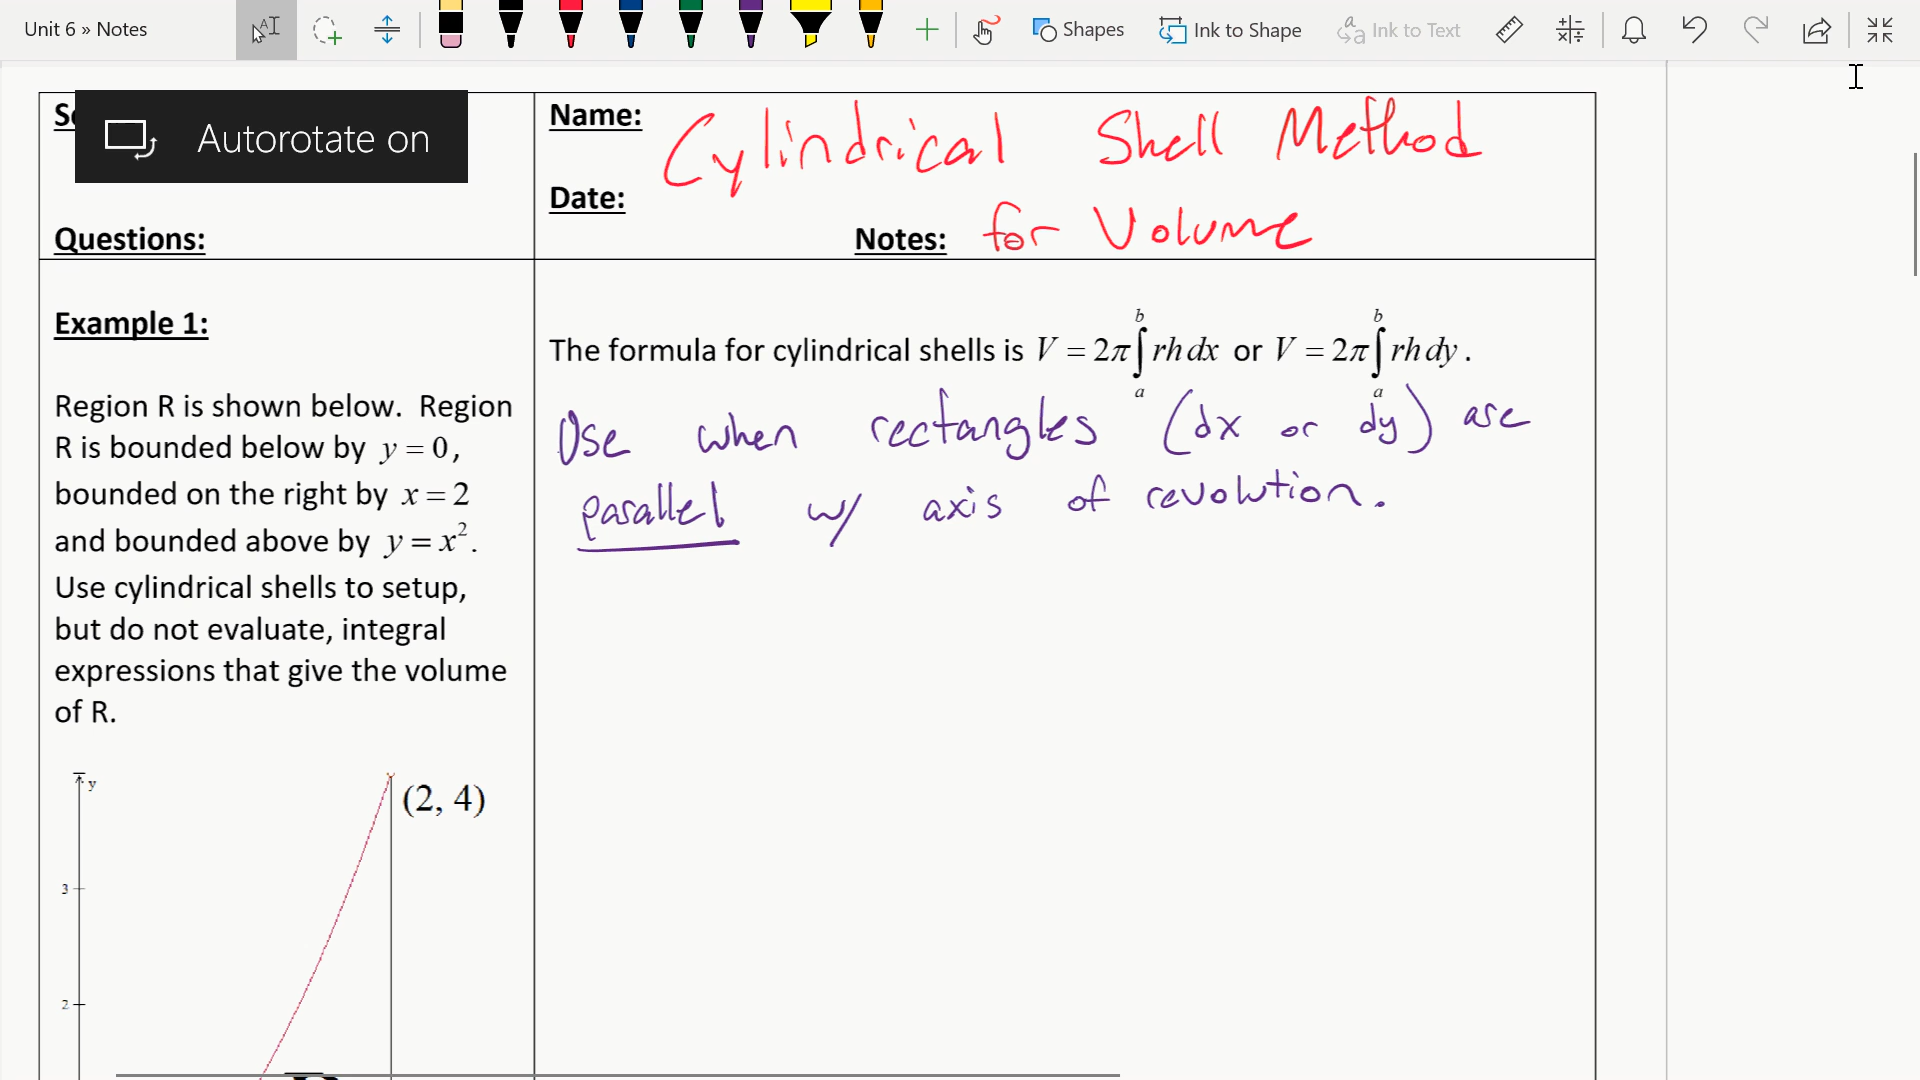 Unit 6 » Notes
Shapes
Ink to Shape
Ink to Text
Autorotate on
Name:
Cylindrical Shell Method
Date:
for Volume
Questions:
Notes:
Example 1:
Region R is shown below. Region
R is bounded below by y = 0,
bounded on the right by x = 2
and bounded above by y = x².
Use cylindrical shells to setup,
but do not evaluate, integral
expressions that give the volume
of R.
y
(2, 4)
3
2
The formula for cylindrical shells is V = 2π∫ₐᵇ rh dx or V = 2π∫ₐᵇ rh dy.
Use when rectangles (dx or dy) are
parallel w/ axis of revolution.